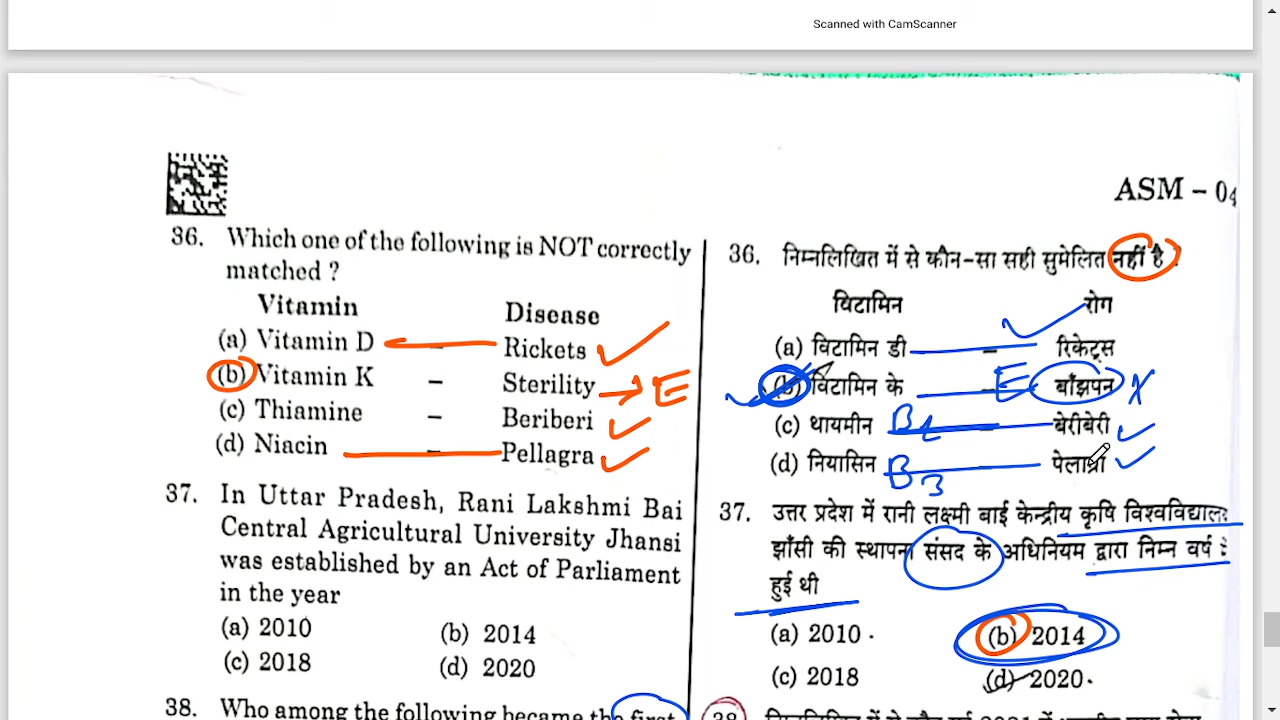 Scanned with CamScanner
ASM – 04
36. Which one of the following is NOT correctly
matched ?
Vitamin Disease
(a) Vitamin D – Rickets
(b) Vitamin K – Sterility → E
(c) Thiamine – Beriberi
(d) Niacin – Pellagra
37. In Uttar Pradesh, Rani Lakshmi Bai
Central Agricultural University Jhansi
was established by an Act of Parliament
in the year
(a) 2010 (b) 2014
(c) 2018 (d) 2020
38. Who among the following became the first
36. निम्नलिखित में से कौन-सा सही सुमेलित नहीं है ?
विटामिन रोग
(a) विटामिन डी – रिकेट्स
(b) विटामिन के – E बाँझपन X
(c) थायमीन B1 – बेरीबेरी
(d) नियासिन B3 पेलाग्रा
37. उत्तर प्रदेश में रानी लक्ष्मी बाई केन्द्रीय कृषि विश्वविद्यालय
झाँसी की स्थापना संसद के अधिनियम द्वारा निम्न वर्ष
हुई थी
(a) 2010 (b) 2014
(c) 2018 (d) 2020
38